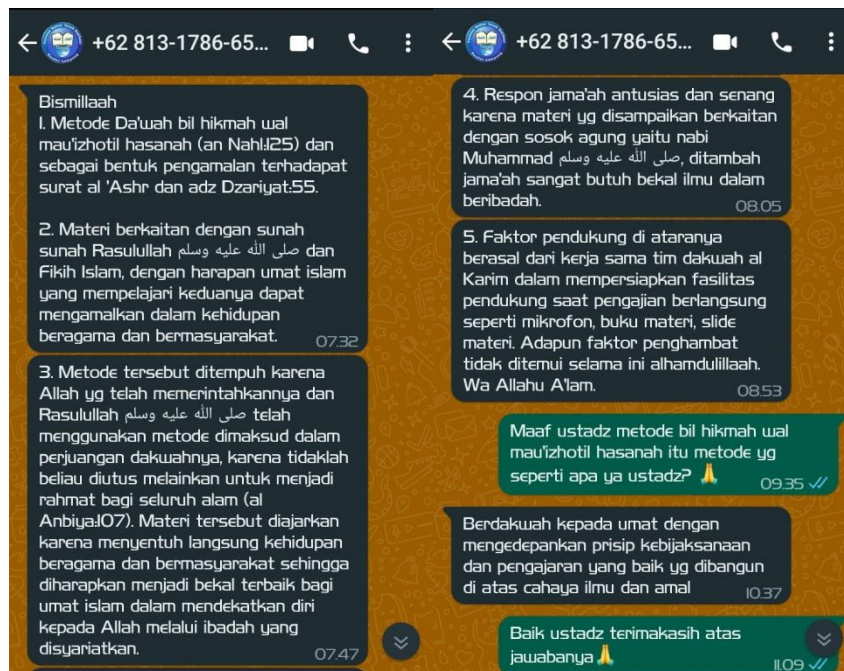 +62 813-1786-65...
Bismillaah
1. Metode Da'wah bil hikmah wal
mau'izhotil hasanah (an Nahl:125) dan
sebagai bentuk pengamalan terhadapat
surat al 'Ashr dan adz Dzariyat:55.
2. Materi berkaitan dengan sunah
sunah Rasulullah صلى الله عليه وسلم dan
Fikih Islam, dengan harapan umat islam
yang mempelajari keduanya dapat
mengamalkan dalam kehidupan
beragama dan bermasyarakat.
07.32
3. Metode tersebut ditempuh karena
Allah yg telah memerintahkannya dan
Rasulullah صلى الله عليه وسلم telah
menggunakan metode dimaksud dalam
perjuangan dakwahnya, karena tidaklah
beliau diutus melainkan untuk menjadi
rahmat bagi seluruh alam (al
Anbiya:107). Materi tersebut diajarkan
karena menyentuh langsung kehidupan
beragama dan bermasyarakat sehingga
diharapkan menjadi bekal terbaik bagi
umat islam dalam mendekatkan diri
kepada Allah melalui ibadah yang
disyariatkan.
07.47
+62 813-1786-65...
4. Respon jama'ah antusias dan senang
karena materi yg disampaikan berkaitan
dengan sosok agung yaitu nabi
Muhammad صلى الله عليه وسلم, ditambah
jama'ah sangat butuh bekal ilmu dalam
beribadah.
08.05
5. Faktor pendukung di ataranya
berasal dari kerja sama tim dakwah al
Karim dalam mempersiapkan fasilitas
pendukung saat pengajian berlangsung
seperti mikrofon, buku materi, slide
materi. Adapun faktor penghambat
tidak ditemui selama ini alhamdulillaah.
Wa Allahu A'lam.
08.53
Maaf ustadz metode bil hikmah wal
mau'izhotil hasanah itu metode yg
seperti apa ya ustadz? 🙏
09.35
Berdakwah kepada umat dengan
mengedepankan prisip kebijaksanaan
dan pengajaran yang baik yg dibangun
di atas cahaya ilmu dan amal
10.37
Baik ustadz terimakasih atas
jawabanya 🙏
11.09